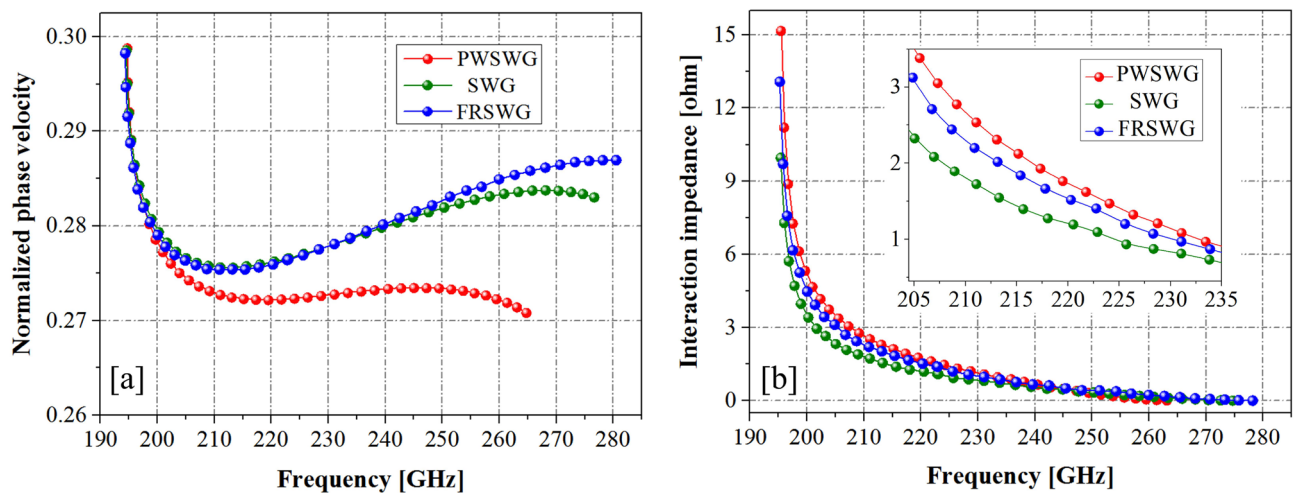 Normalized phase velocity
0.30
0.29
0.28
0.27
0.26
PWSWG
SWG
FRSWG
[a]
190 200 210 220 230 240 250 260 270 280
Frequency [GHz]
Interaction impedance [ohm]
15
12
9
6
3
0
3
2
1
PWSWG
SWG
FRSWG
205 210 215 220 225 230 235
[b]
190 200 210 220 230 240 250 260 270 280
Frequency [GHz]